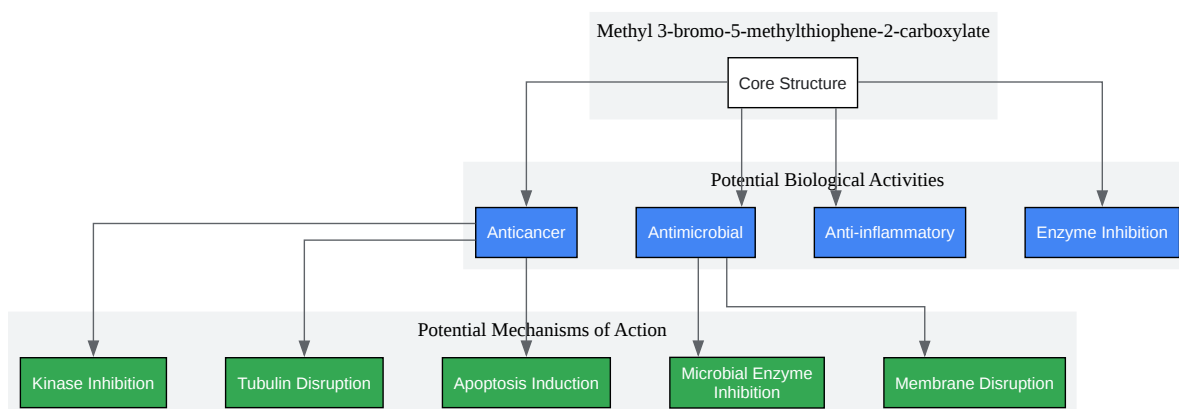 Methyl 3-bromo-5-methylthiophene-2-carboxylate
Core Structure
Potential Biological Activities
Anticancer
Antimicrobial
Anti-inflammatory
Enzyme Inhibition
Potential Mechanisms of Action
Kinase Inhibition
Tubulin Disruption
Apoptosis Induction
Microbial Enzyme
Inhibition
Membrane Disruption